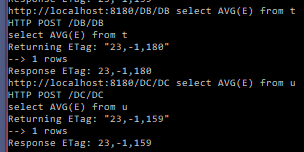 Response ETag: 23,-1,180
http://localhost:8180/DB/DB select AVG(E) from t
HTTP POST /DB/DB
select AVG(E) from t
Returning ETag: "23,-1,180"
--> 1 rows
Response ETag: 23,-1,180
http://localhost:8180/DC/DC select AVG(E) from u
HTTP POST /DC/DC
select AVG(E) from u
Returning ETag: "23,-1,159"
--> 1 rows
Response ETag: 23,-1,159